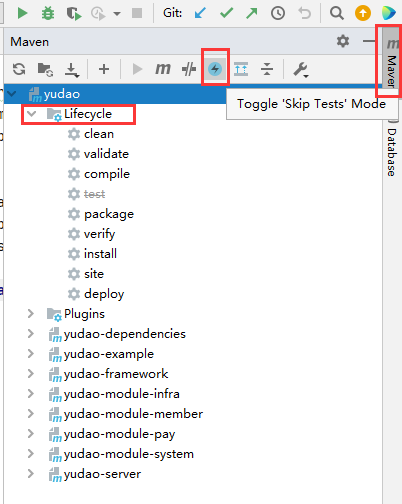 Git:
Maven
Maven
yudao
Toggle 'Skip Tests' Mode
Lifecycle
Database
clean
validate
compile
test
package
verify
install
site
deploy
Plugins
yudao-dependencies
yudao-example
yudao-framework
yudao-module-infra
yudao-module-member
yudao-module-pay
yudao-module-system
yudao-server